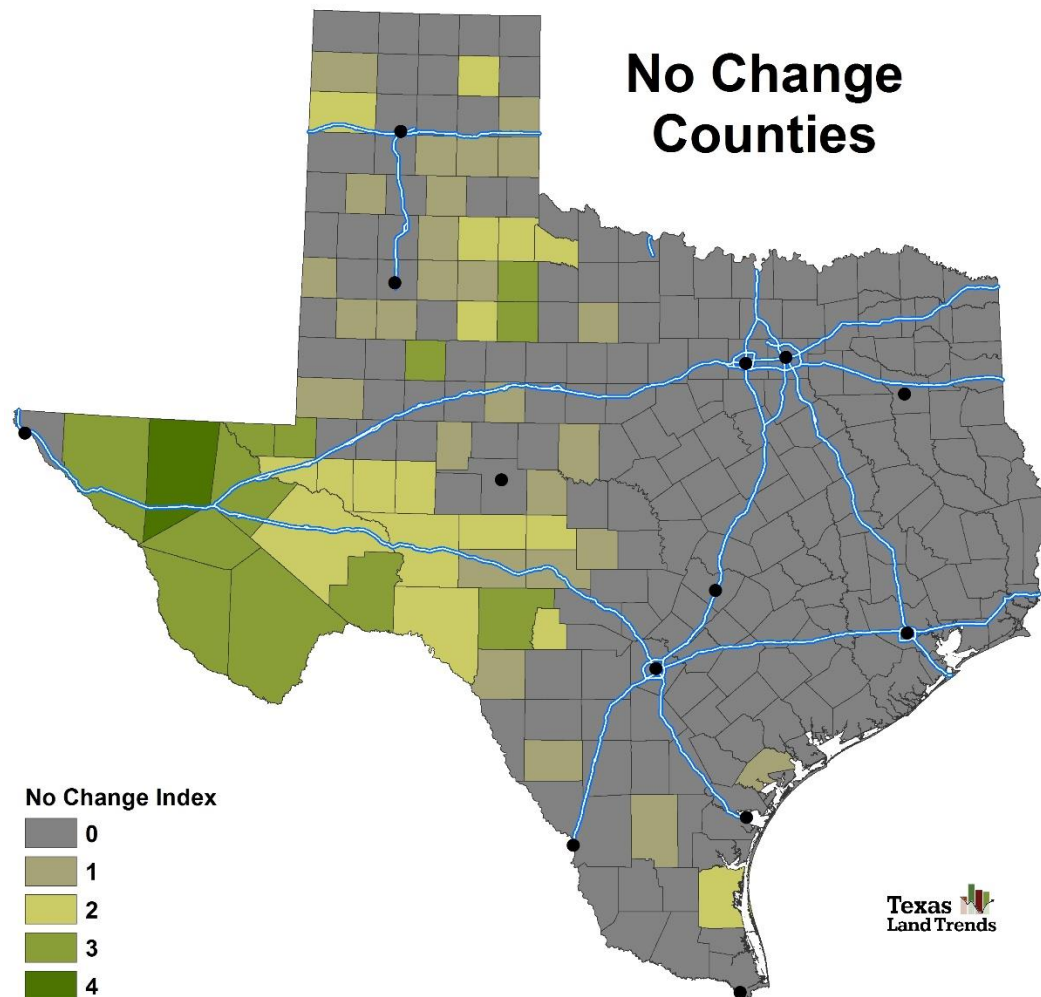 No Change
Counties
No Change Index
0
1
2
3
4
Texas
Land Trends